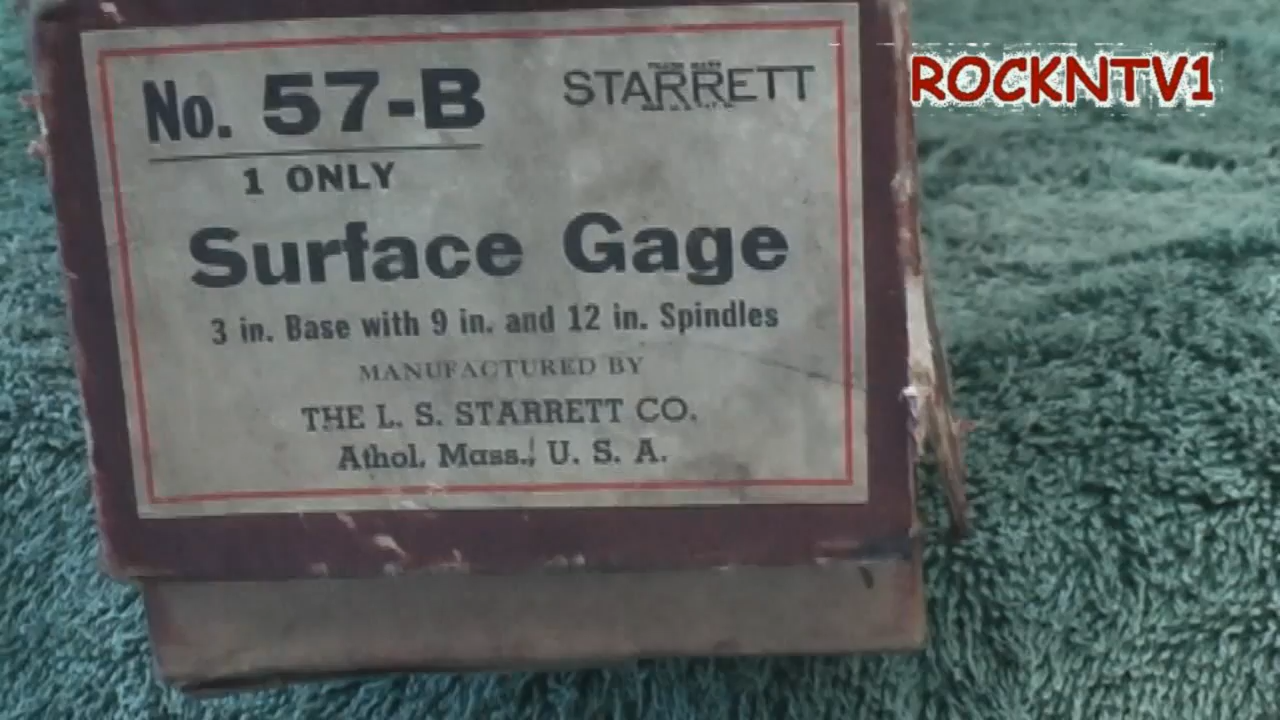 No. 57-B
STARRETT
ROCKNTV1
1 ONLY
Surface Gage
3 in. Base with 9 in. and 12 in. Spindles
MANUFACTURED BY
THE L. S. STARRETT CO.
Athol, Mass., U. S. A.